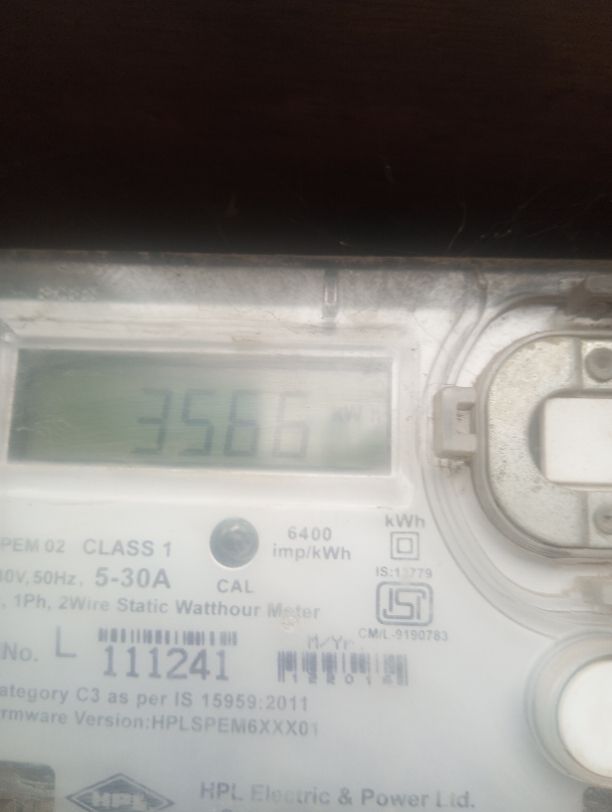 3566 kWh
PEM 02 CLASS 1
6400
imp/kWh
kWh
0V, 50Hz, 5-30A
CAL
IS:13779
, 1Ph, 2Wire Static Watthour Meter
ISI
CM/L-9190783
No. L 111241
M/Yr
ategory C3 as per IS 15959:2011
rmware Version:HPLSPEM6XXX01
HPL
HPL Electric & Power Ltd.